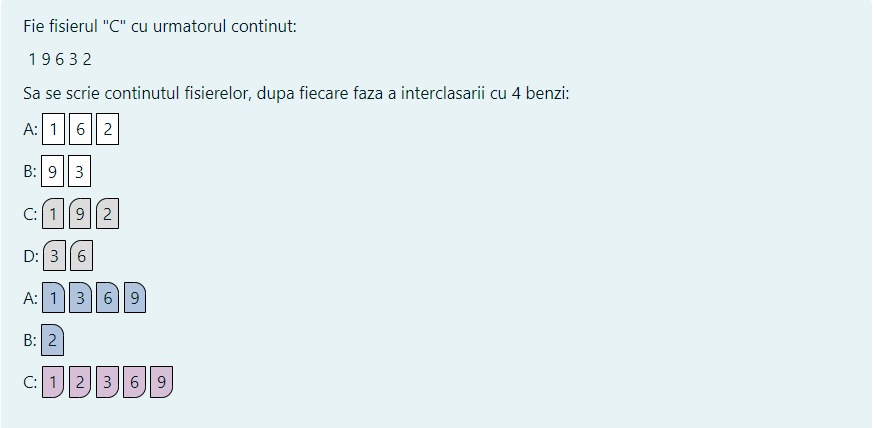 Fie fisierul "C" cu urmatorul continut:
1 9 6 3 2
Sa se scrie continutul fisierelor, dupa fiecare faza a interclasarii cu 4 benzi:
A: 1 6 2
B: 9 3
C: 1 9 2
D: 3 6
A: 1 3 6 9
B: 2
C: 1 2 3 6 9